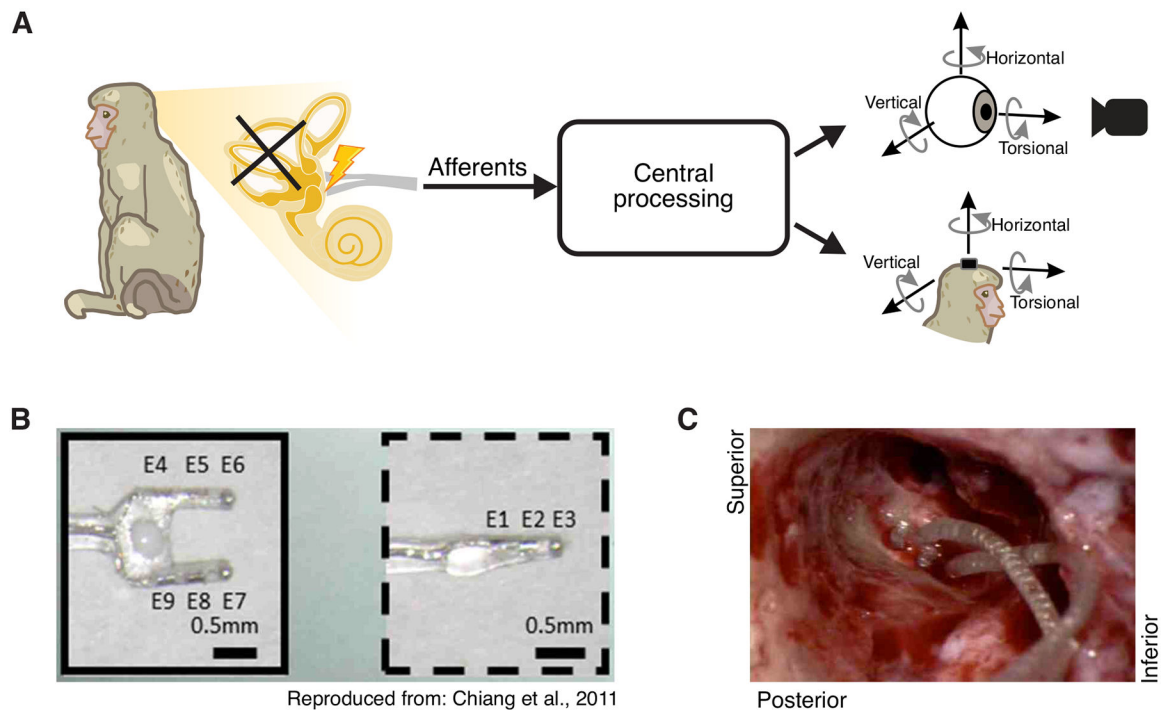 A
Horizontal
Vertical
Torsional
Afferents
Central
processing
Horizontal
Vertical
Torsional
B
E4 E5 E6
E9 E8 E7
0.5mm
E1 E2 E3
0.5mm
Reproduced from: Chiang et al., 2011
C
Superior
Inferior
Posterior